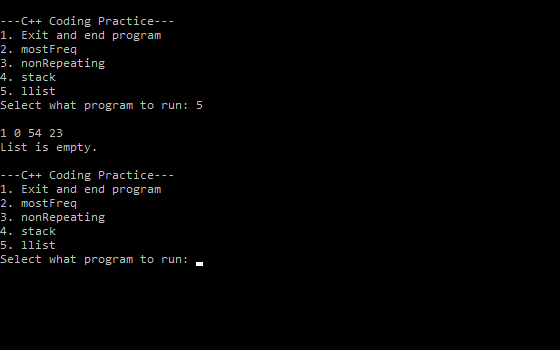 ---C++ Coding Practice---
1. Exit and end program
2. mostFreq
3. nonRepeating
4. stack
5. llist
Select what program to run: 5
1 0 54 23
List is empty.
---C++ Coding Practice---
1. Exit and end program
2. mostFreq
3. nonRepeating
4. stack
5. llist
Select what program to run: